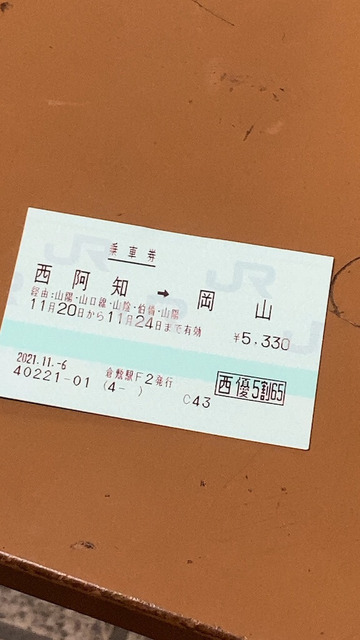 乗車券
西阿知 → 岡山
経由:山陽・山口線・山陰・伯備・山陽
11月20日から11月24日まで有効 ¥5,330
2021.11.-6 倉敷駅F2発行 西優5割65
40221-01 (4- ) C43